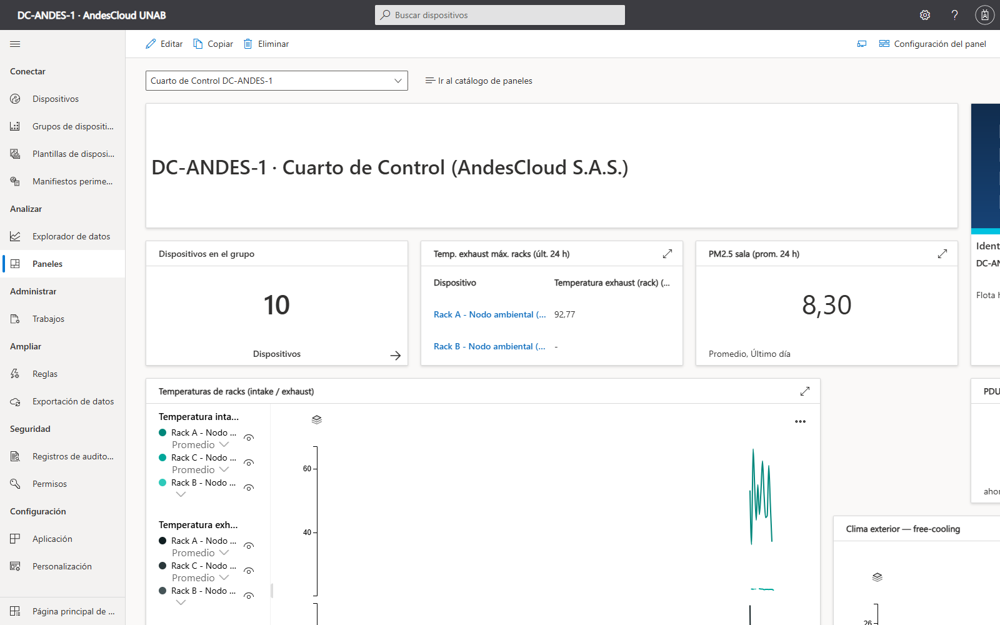 DC-ANDES-1 · AndesCloud UNAB
Buscar dispositivos
Editar
Copiar
Eliminar
Configuración del panel
Conectar
Dispositivos
Grupos de dispositi...
Plantillas de disposi...
Manifiestos perime...
Analizar
Explorador de datos
Paneles
Administrar
Trabajos
Ampliar
Reglas
Exportación de datos
Seguridad
Registros de audito...
Permisos
Configuración
Aplicación
Personalización
Página principal de ...
Cuarto de Control DC-ANDES-1
Ir al catálogo de paneles
DC-ANDES-1 · Cuarto de Control (AndesCloud S.A.S.)
Ident
DC-AN
Flota h
Dispositivos en el grupo
10
Dispositivos
Temp. exhaust máx. racks (últ. 24 h)
Dispositivo Temperatura exhaust (rack) (...
Rack A - Nodo ambiental (... 92,77
Rack B - Nodo ambiental (... -
PM2.5 sala (prom. 24 h)
8,30
Promedio, Último día
Temperaturas de racks (intake / exhaust)
Temperatura inta...
Rack A - Nodo ...
Promedio
Rack C - Nodo ...
Promedio
Rack B - Nodo ...
Temperatura exh...
Rack A - Nodo ...
Promedio
Rack C - Nodo ...
Promedio
Rack B - Nodo ...
60
40
PDU
ahor
Clima exterior — free-cooling
26